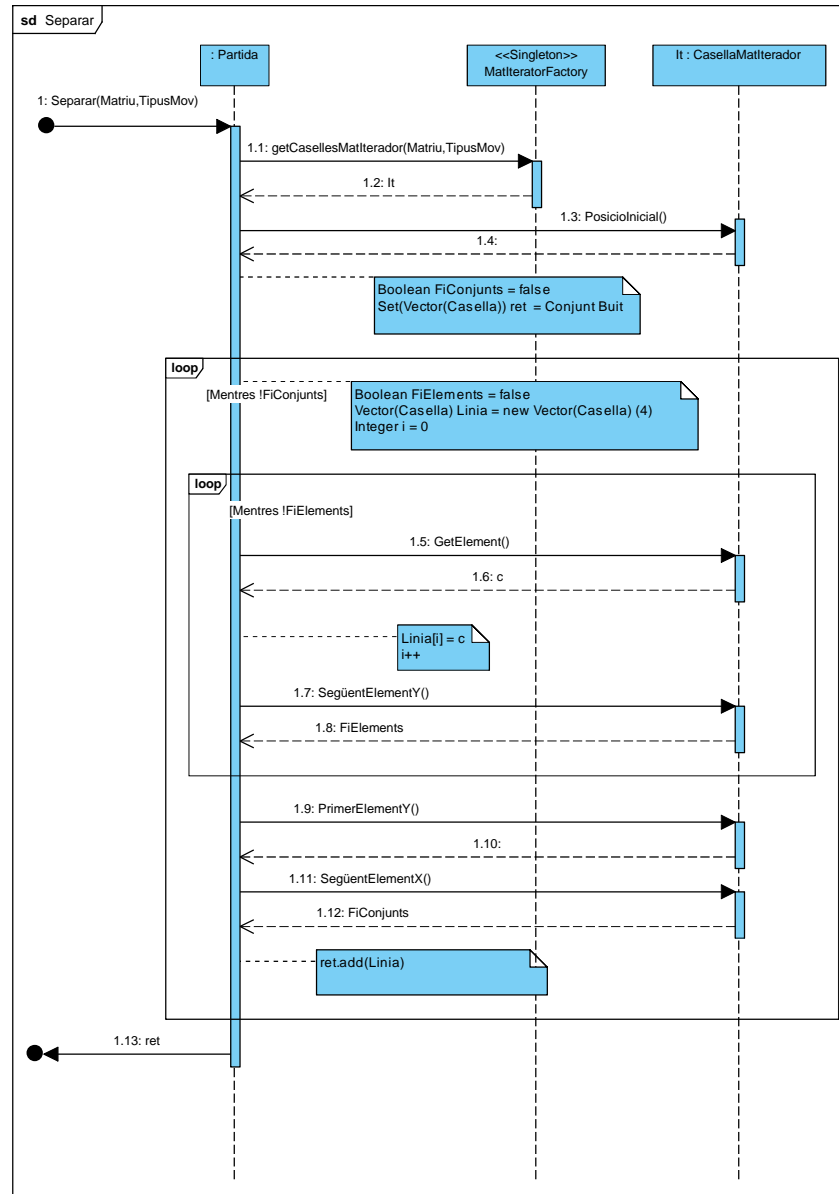 sd Separar
: Partida
<<Singleton>>
MatIteratorFactory
It : CasellaMatIterador
1: Separar(Matriu,TipusMov)
1.1: getCasellesMatIterador(Matriu,TipusMov)
1.2: It
1.3: PosicioInicial()
1.4:
Boolean FiConjunts = false
Set(Vector(Casella)) ret = Conjunt Buit
loop
[Mentres !FiConjunts]
Boolean FiElements = false
Vector(Casella) Linia = new Vector(Casella) (4)
Integer i = 0
loop
[Mentres !FiElements]
1.5: GetElement()
1.6: c
Linia[i] = c
i++
1.7: SegüentElementY()
1.8: FiElements
1.9: PrimerElementY()
1.10:
1.11: SegüentElementX()
1.12: FiConjunts
ret.add(Linia)
1.13: ret